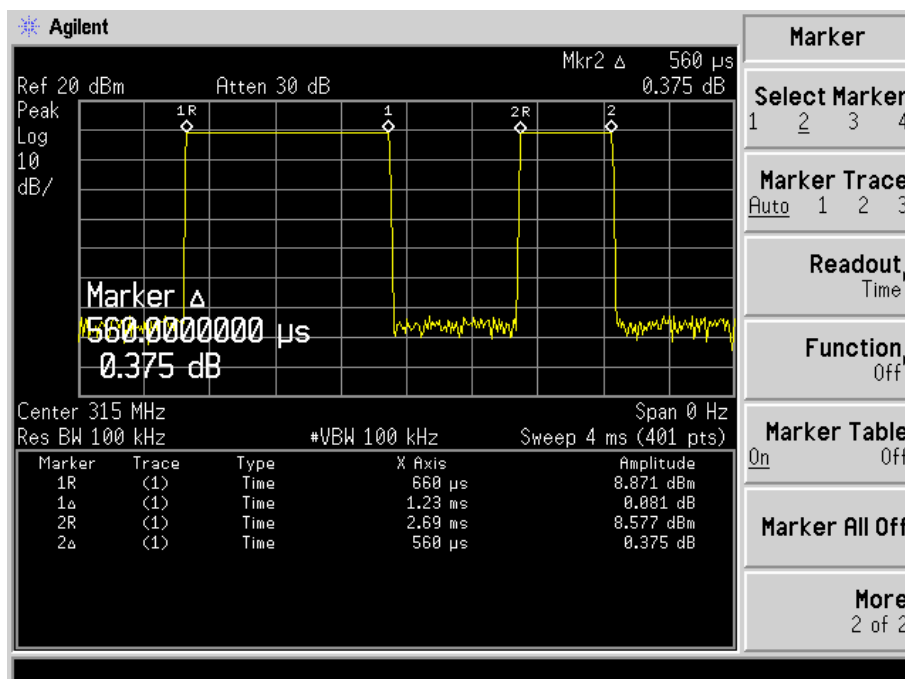 Agilent
Mkr2 Δ 560 µs
Ref 20 dBm Atten 30 dB 0.375 dB
Peak
Log
10
dB/
1R 1 2R 2
Marker Δ
560.0000000 µs
0.375 dB
Center 315 MHz Span 0 Hz
Res BW 100 kHz #VBW 100 kHz Sweep 4 ms (401 pts)
Marker Trace Type X Axis Amplitude
1R (1) Time 660 µs 8.871 dBm
1Δ (1) Time 1.23 ms 0.081 dB
2R (1) Time 2.69 ms 8.577 dBm
2Δ (1) Time 560 µs 0.375 dB
Marker
Select Marker
1 2 3 4
Marker Trace
Auto 1 2 3
Readout
Time
Function
Off
Marker Table
On Off
Marker All Off
More
2 of 2